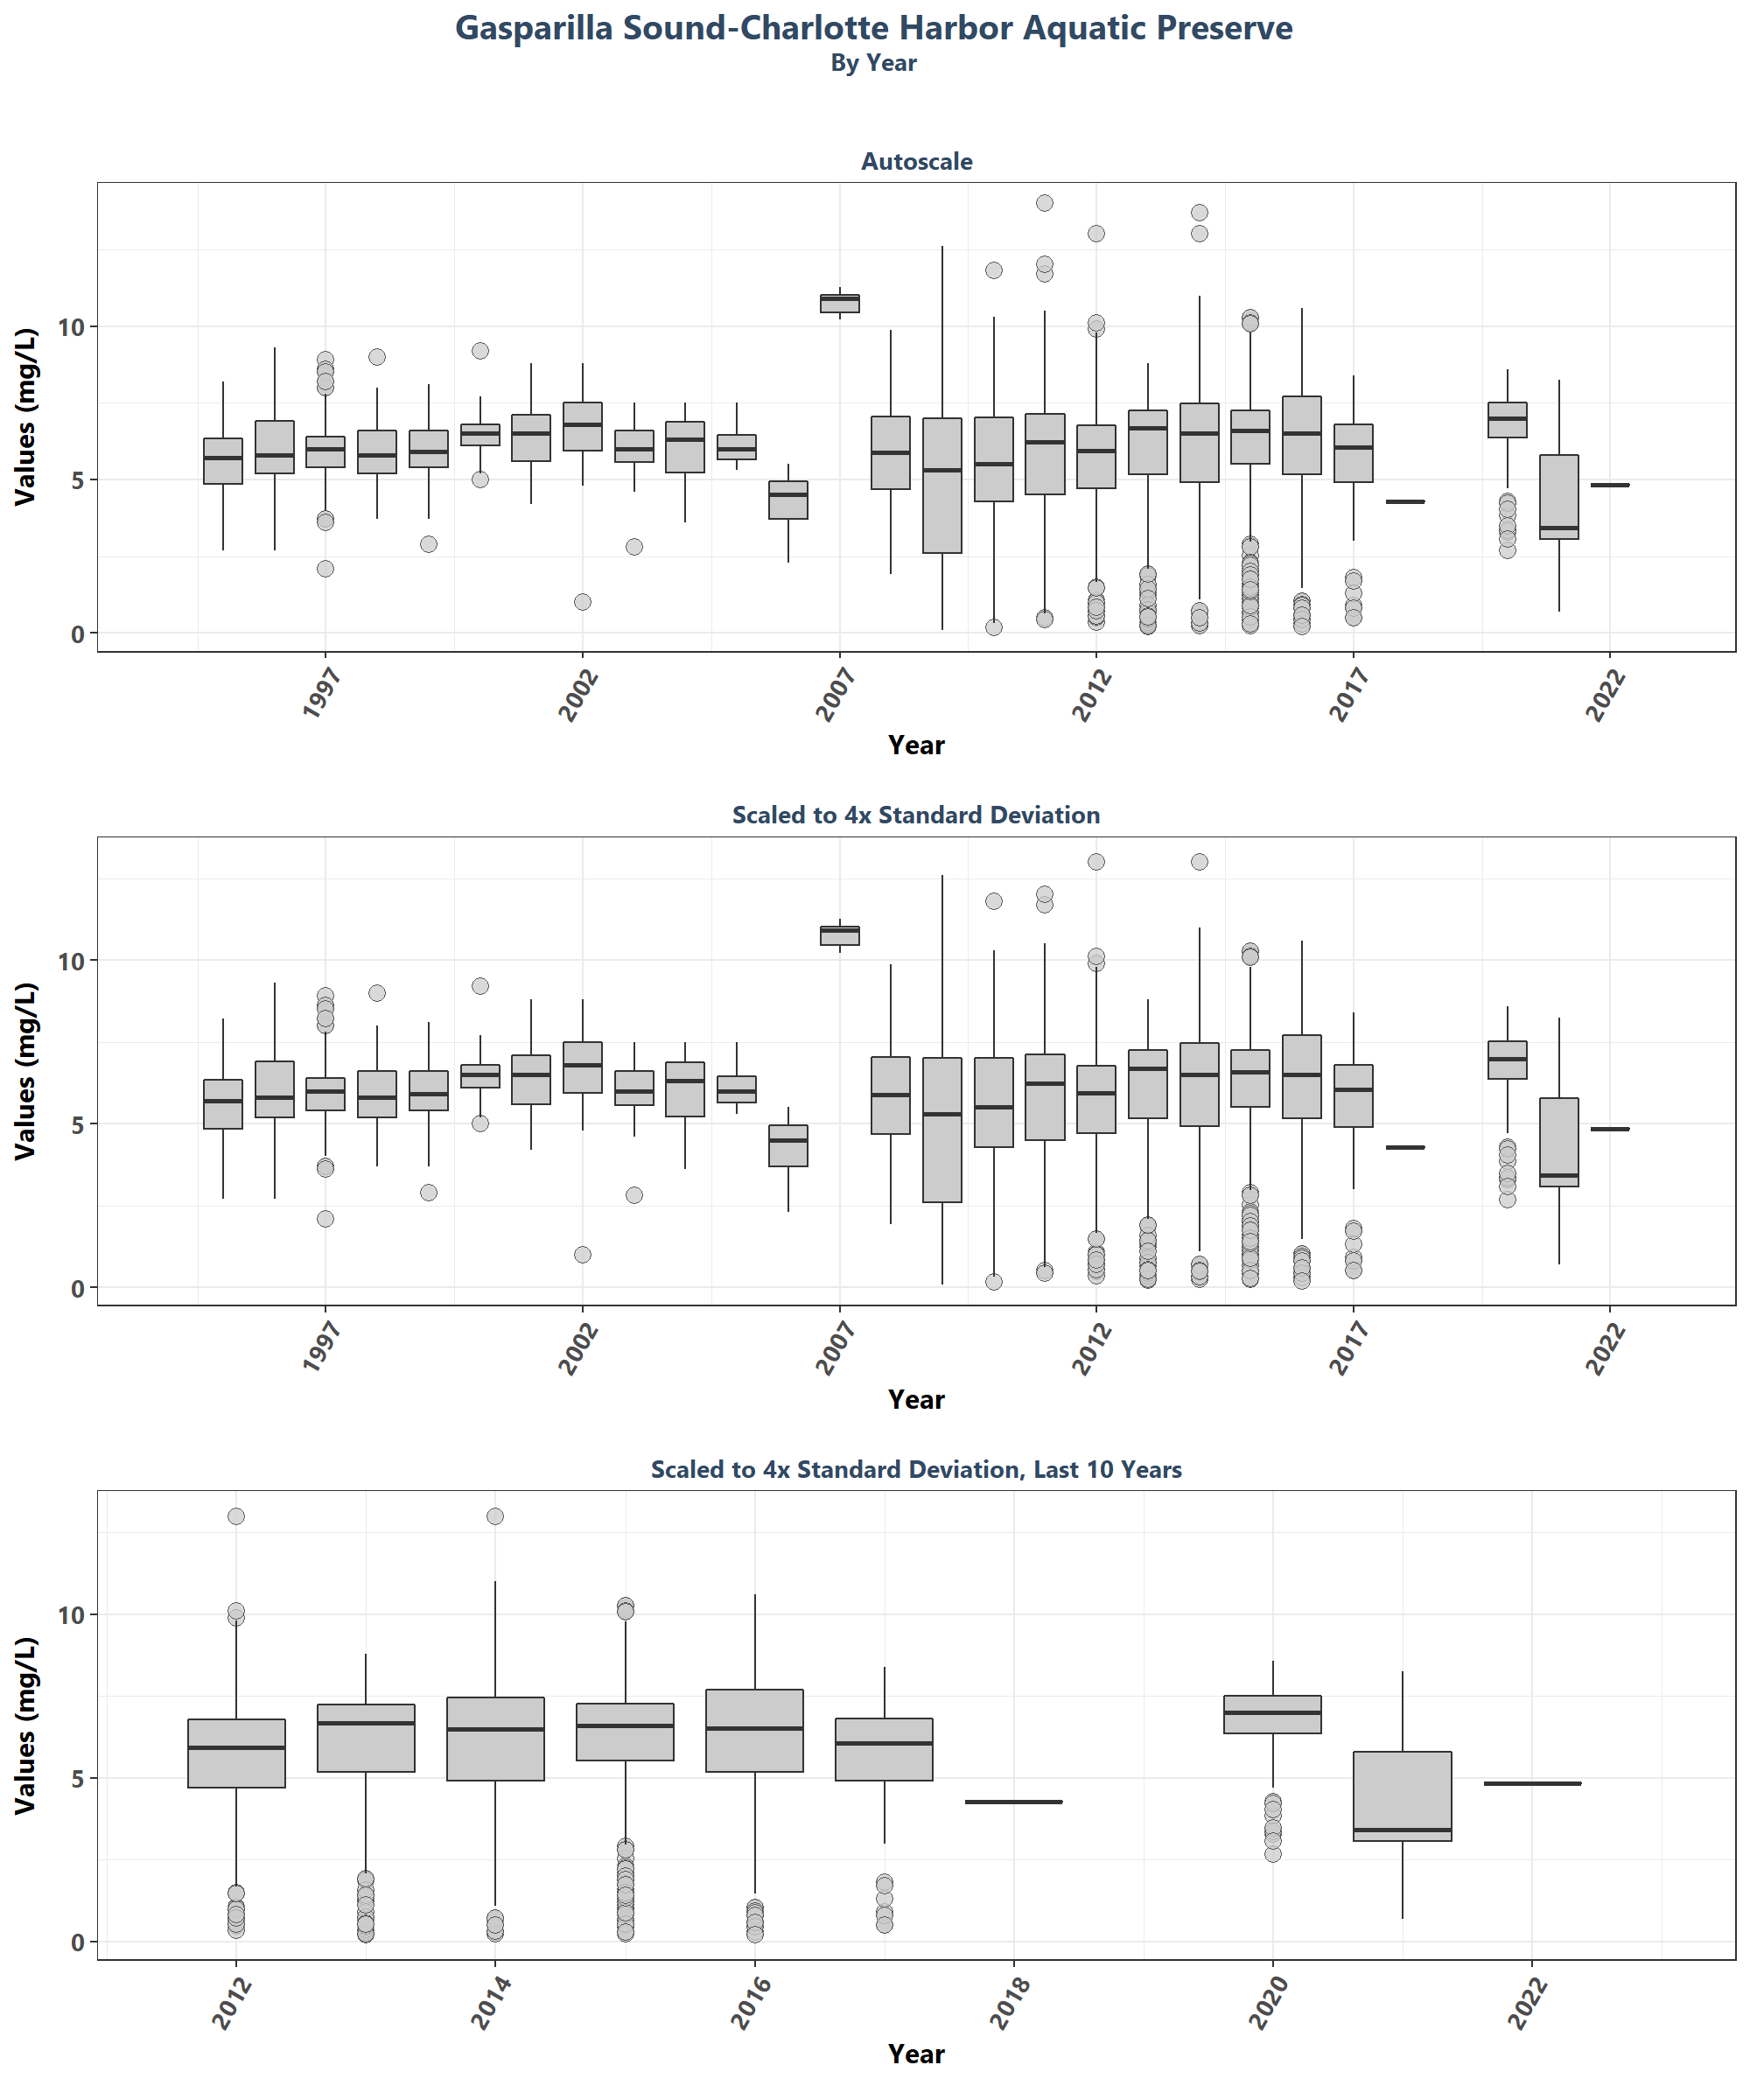 Gasparilla Sound-Charlotte Harbor Aquatic Preserve
By Year
Autoscale
Values (mg/L)
10
5
0
1997
2002
2007
2012
2017
2022
Year
Scaled to 4x Standard Deviation
Values (mg/L)
10
5
0
1997
2002
2007
2012
2017
2022
Year
Scaled to 4x Standard Deviation, Last 10 Years
Values (mg/L)
10
5
0
2012
2014
2016
2018
2020
2022
Year